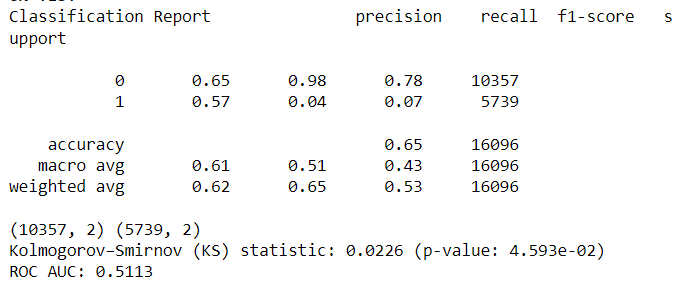 Classification Report               precision    recall  f1-score   s
upport

           0       0.65      0.98      0.78     10357
           1       0.57      0.04      0.07      5739

    accuracy                           0.65     16096
   macro avg       0.61      0.51      0.43     16096
weighted avg       0.62      0.65      0.53     16096

(10357, 2) (5739, 2)
Kolmogorov–Smirnov (KS) statistic: 0.0226 (p-value: 4.593e-02)
ROC AUC: 0.5113